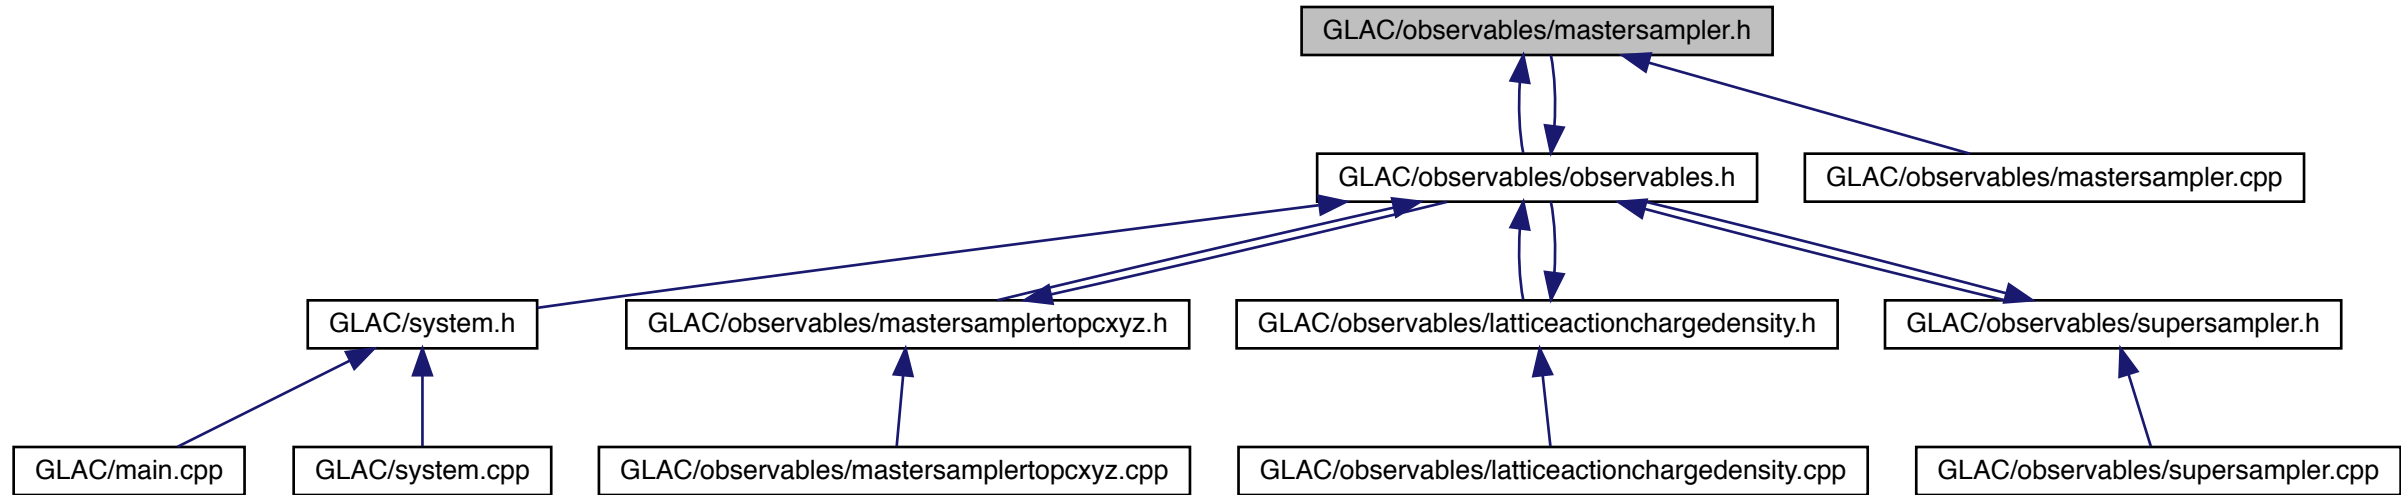 GLAC/observables/mastersampler.h
GLAC/observables/observables.h
GLAC/observables/mastersampler.cpp
GLAC/system.h
GLAC/observables/mastersamplertopcxyz.h
GLAC/observables/latticeactionchargedensity.h
GLAC/observables/supersampler.h
GLAC/main.cpp
GLAC/system.cpp
GLAC/observables/mastersamplertopcxyz.cpp
GLAC/observables/latticeactionchargedensity.cpp
GLAC/observables/supersampler.cpp